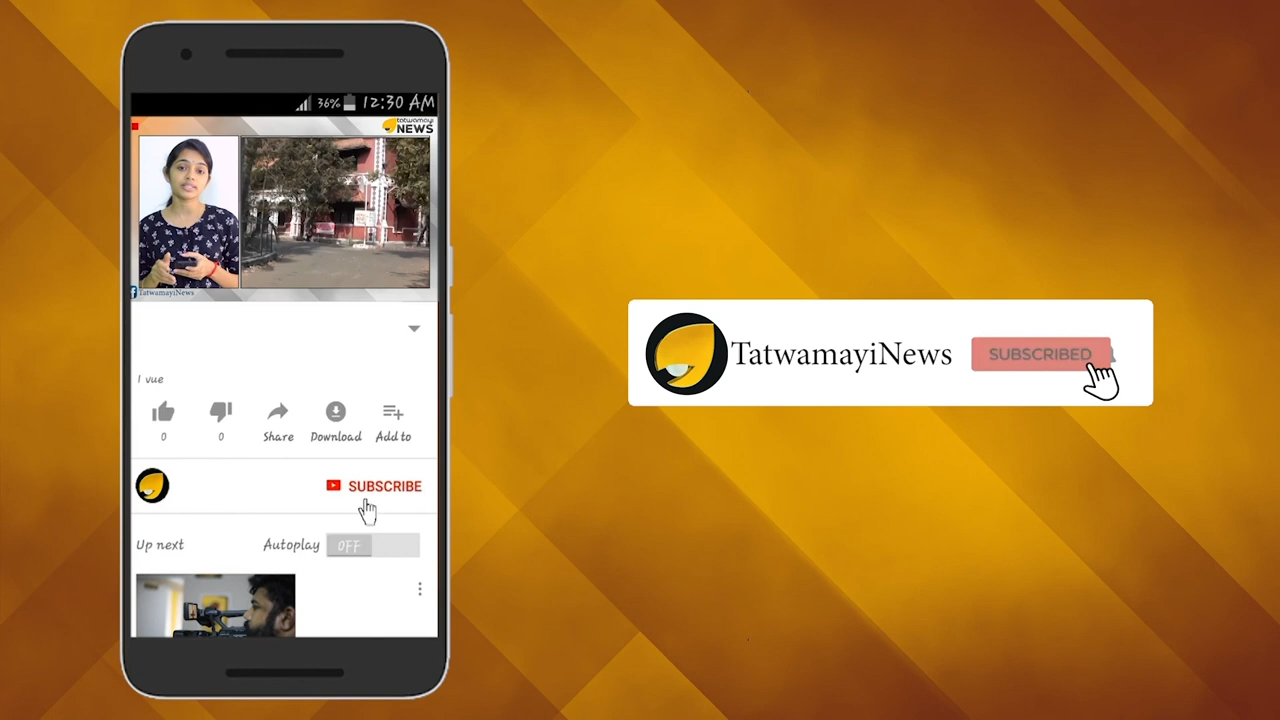 36% 12:30 AM
tatwamayi
NEWS
TatwamayiNews
1 vue
0 0 Share Download Add to
SUBSCRIBE
Up next Autoplay OFF
TatwamayiNews SUBSCRIBED